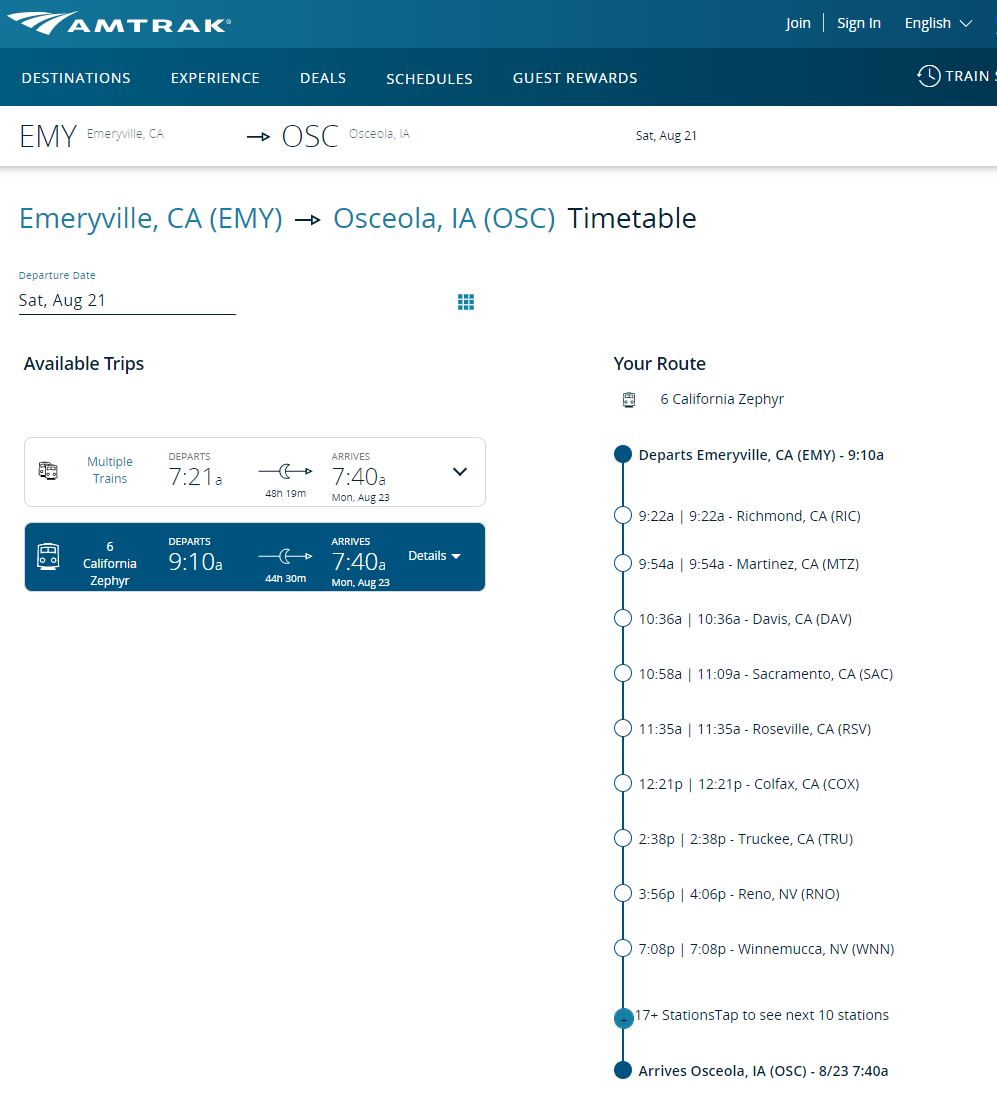 AMTRAK®
Join
Sign In
English
DESTINATIONS
EXPERIENCE
DEALS
SCHEDULES
GUEST REWARDS
TRAIN
EMY Emeryville, CA
OSC Osceola, IA
Sat, Aug 21
Emeryville, CA (EMY) Osceola, IA (OSC) Timetable
Departure Date
Sat, Aug 21
Available Trips
Multiple
Trains
DEPARTS
7:21a
48h 19m
ARRIVES
7:40a
Mon, Aug 23
6
California
Zephyr
DEPARTS
9:10a
44h 30m
ARRIVES
7:40a
Mon, Aug 23
Details
Your Route
6 California Zephyr
Departs Emeryville, CA (EMY) - 9:10a
9:22a | 9:22a - Richmond, CA (RIC)
9:54a | 9:54a - Martinez, CA (MTZ)
10:36a | 10:36a - Davis, CA (DAV)
10:58a | 11:09a - Sacramento, CA (SAC)
11:35a | 11:35a - Roseville, CA (RSV)
12:21p | 12:21p - Colfax, CA (COX)
2:38p | 2:38p - Truckee, CA (TRU)
3:56p | 4:06p - Reno, NV (RNO)
7:08p | 7:08p - Winnemucca, NV (WNN)
+ 17+ StationsTap to see next 10 stations
Arrives Osceola, IA (OSC) - 8/23 7:40a